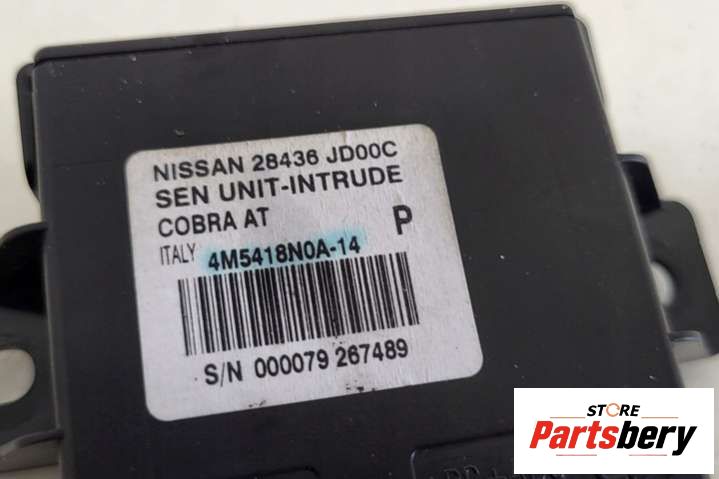 NISSAN 28436 JD00C
SEN UNIT-INTRUDE
COBRA AT P
ITALY 4M5418N0A-14
S/N 000079 267489
STORE
Partsbery